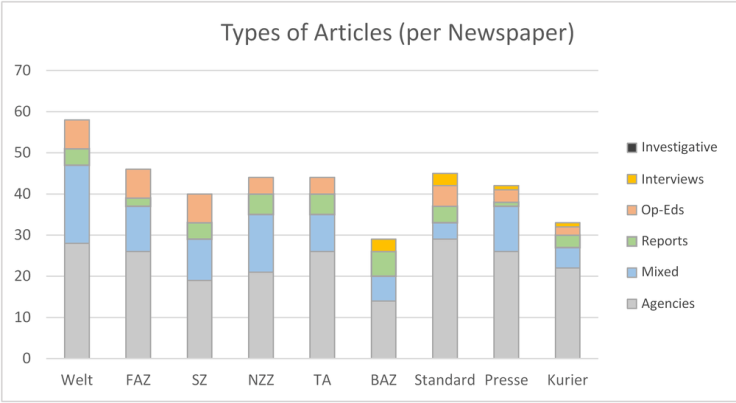 Types of Articles (per Newspaper)
70
60
50
40
30
20
10
0
Welt FAZ SZ NZZ TA BAZ Standard Presse Kurier
Investigative
Interviews
Op-Eds
Reports
Mixed
Agencies